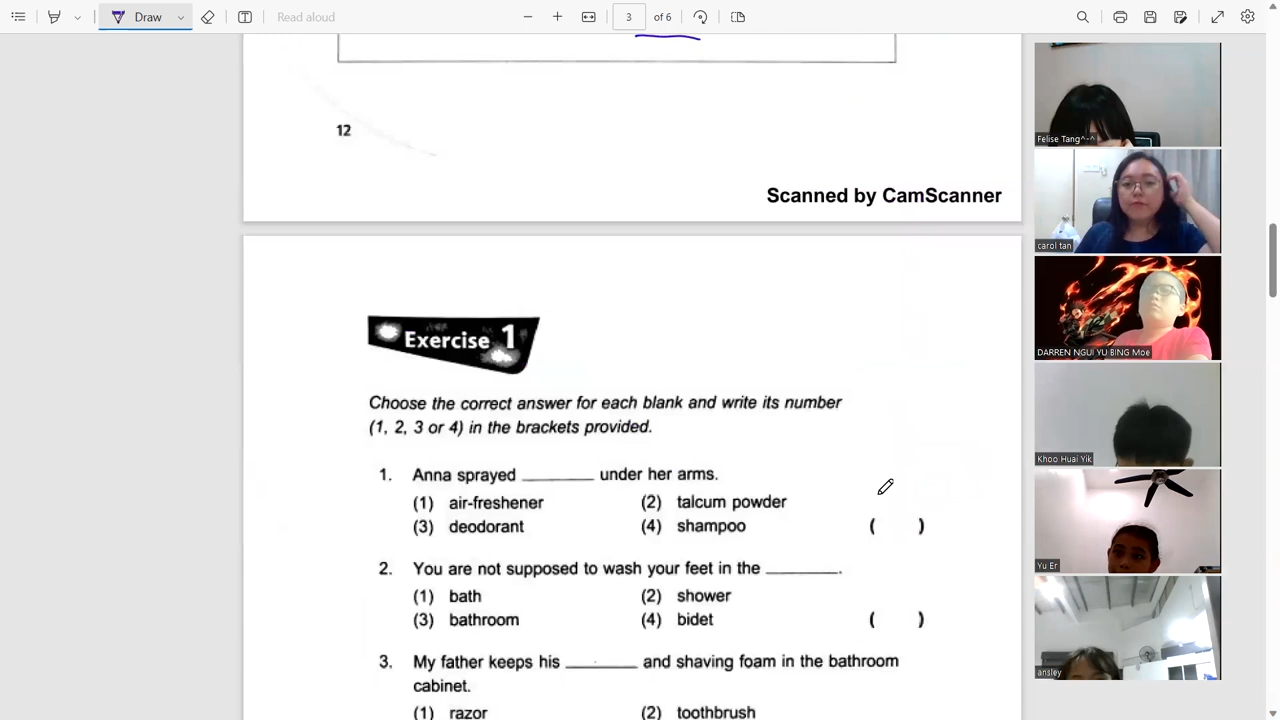 Draw
Read aloud
3 of 6
12
Scanned by CamScanner
Exercise 1
Choose the correct answer for each blank and write its number
(1, 2, 3 or 4) in the brackets provided.
1. Anna sprayed ________ under her arms.
(1) air-freshener (2) talcum powder
(3) deodorant (4) shampoo ( )
2. You are not supposed to wash your feet in the ________.
(1) bath (2) shower
(3) bathroom (4) bidet ( )
3. My father keeps his ________ and shaving foam in the bathroom
cabinet.
(1) razor (2) toothbrush
Felise Tang^-^
carol tan
DARREN NGUI YU BING Moe
Khoo Huai Yik
Yu Er
ansley